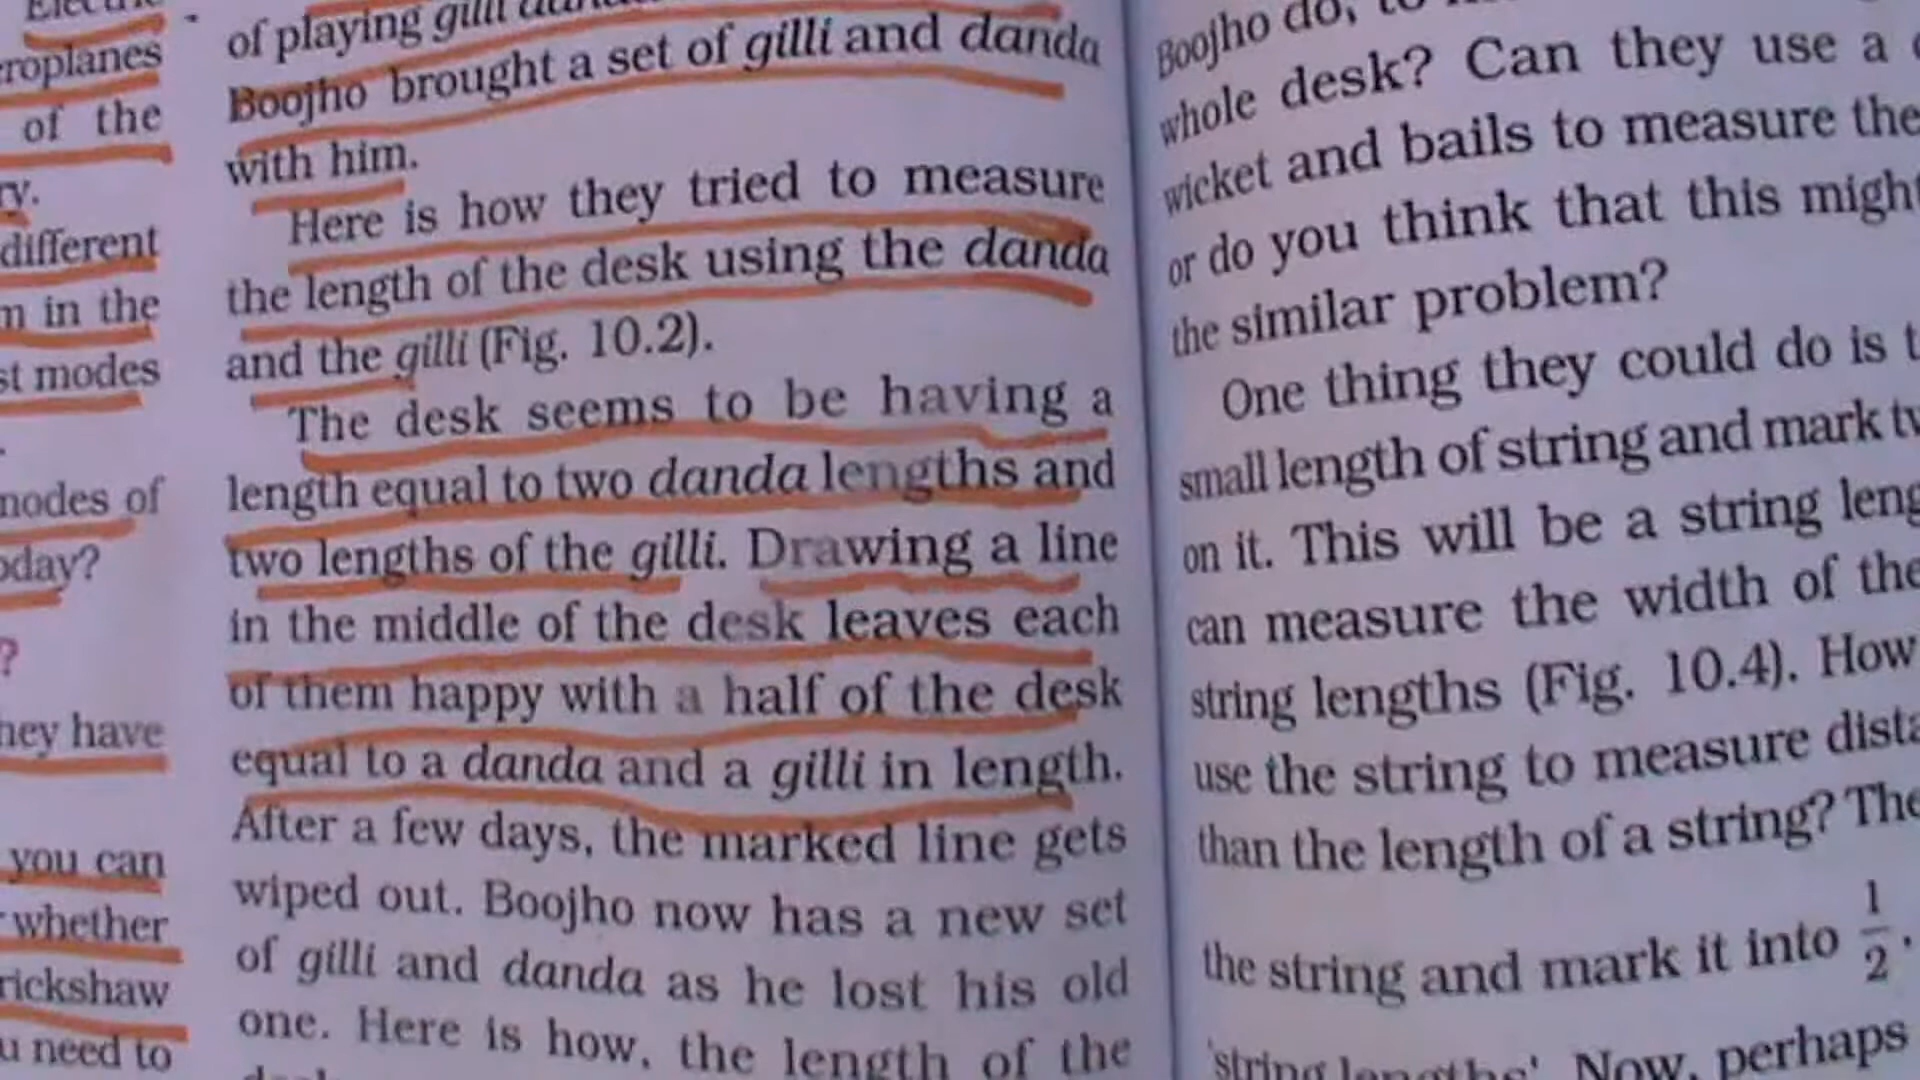 roplanes
of the
ry.
different
m in the
st modes
modes of
oday?
?
hey have
you can
whether
rickshaw
u need to
of playing gilli
Boojho brought a set of gilli and danda
with him.
Here is how they tried to measure
the length of the desk using the danda
and the gilli (Fig. 10.2).
The desk seems to be having a
length equal to two danda lengths and
two lengths of the gilli. Drawing a line
in the middle of the desk leaves each
of them happy with a half of the desk
equal to a danda and a gilli in length.
After a few days, the marked line gets
wiped out. Boojho now has a new set
of gilli and danda as he lost his old
one. Here is how, the length of the
Boojho do, to
whole desk? Can they use a
wicket and bails to measure the
or do you think that this might
the similar problem?
One thing they could do is t
small length of string and mark tw
on it. This will be a string leng
can measure the width of the
string lengths (Fig. 10.4). How
use the string to measure dista
than the length of a string? The
the string and mark it into 1/2.
'string lengths'. Now, perhaps